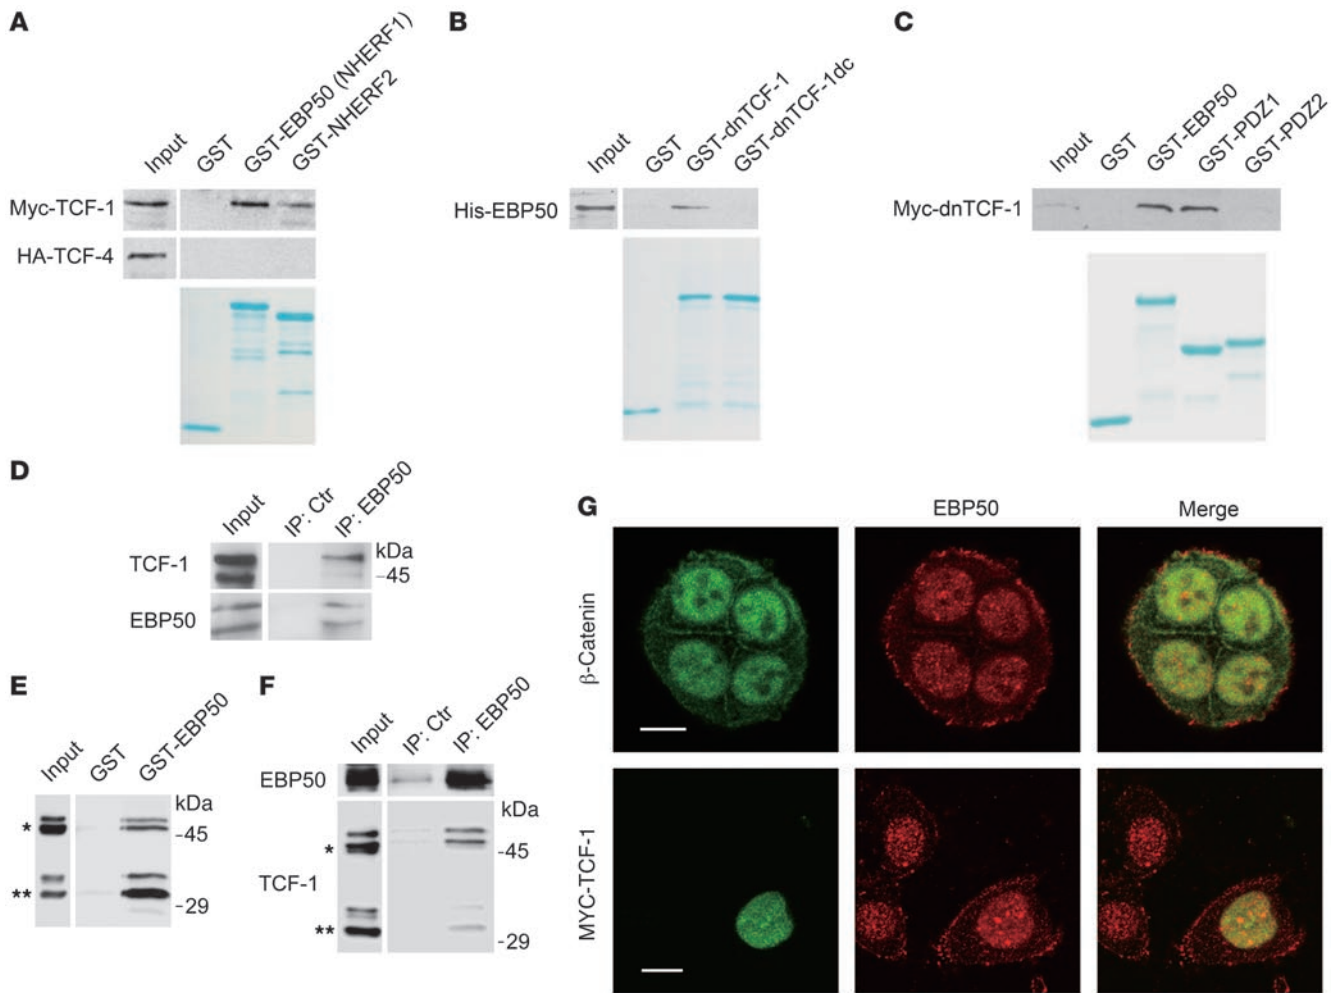 A
Input
GST
GST-EBP50 (NHERF1)
GST-NHERF2
Myc-TCF-1
HA-TCF-4
B
Input
GST
GST-dnTCF-1
GST-dnTCF-1dc
His-EBP50
C
Input
GST
GST-EBP50
GST-PDZ1
GST-PDZ2
Myc-dnTCF-1
D
Input
IP: Ctr
IP: EBP50
TCF-1
kDa
-45
EBP50
E
Input
GST
GST-EBP50
kDa
*
-45
**
-29
F
Input
IP: Ctr
IP: EBP50
EBP50
kDa
*
-45
TCF-1
**
-29
G
EBP50
Merge
β-Catenin
MYC-TCF-1